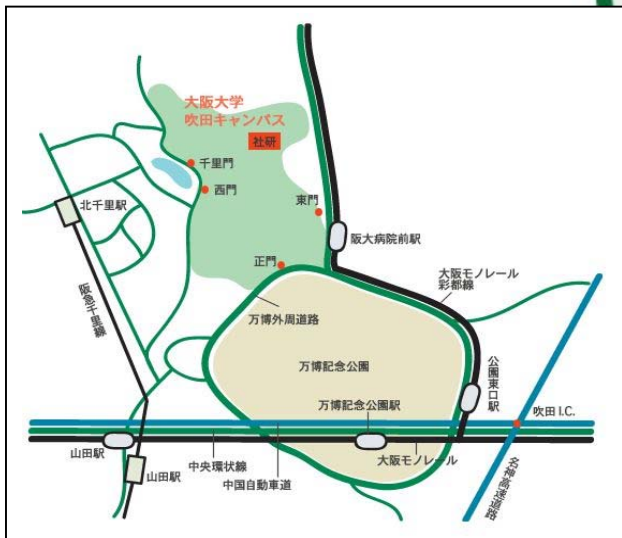 大阪大学
吹田キャンパス
社研
千里門
西門
東門
北千里駅
阪大病院前駅
正門
大阪モノレール
彩都線
阪急千里線
万博外周道路
万博記念公園
公園東口駅
万博記念公園駅
吹田I.C.
山田駅
中央環状線
大阪モノレール
山田駅
中国自動車道
名神高速道路